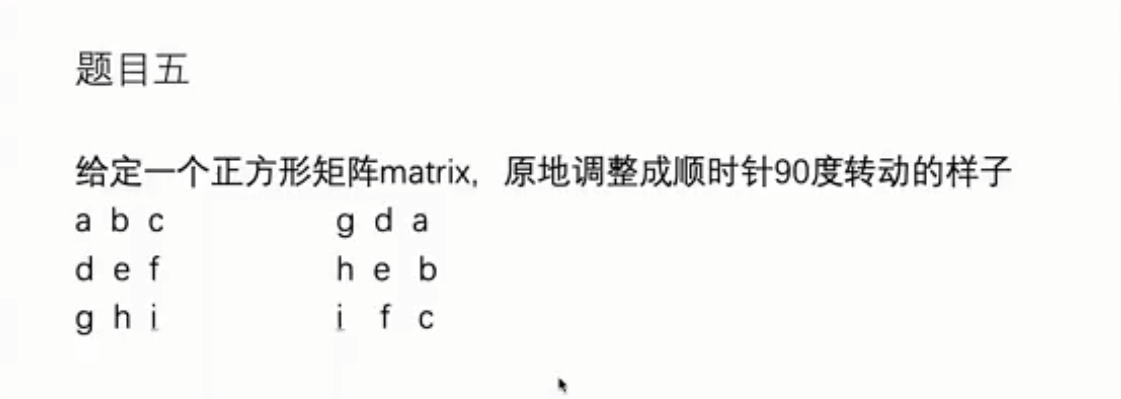 题目五
给定一个正方形矩阵matrix，原地调整成顺时针90度转动的样子
a b c g d a
d e f h e b
g h i i f c